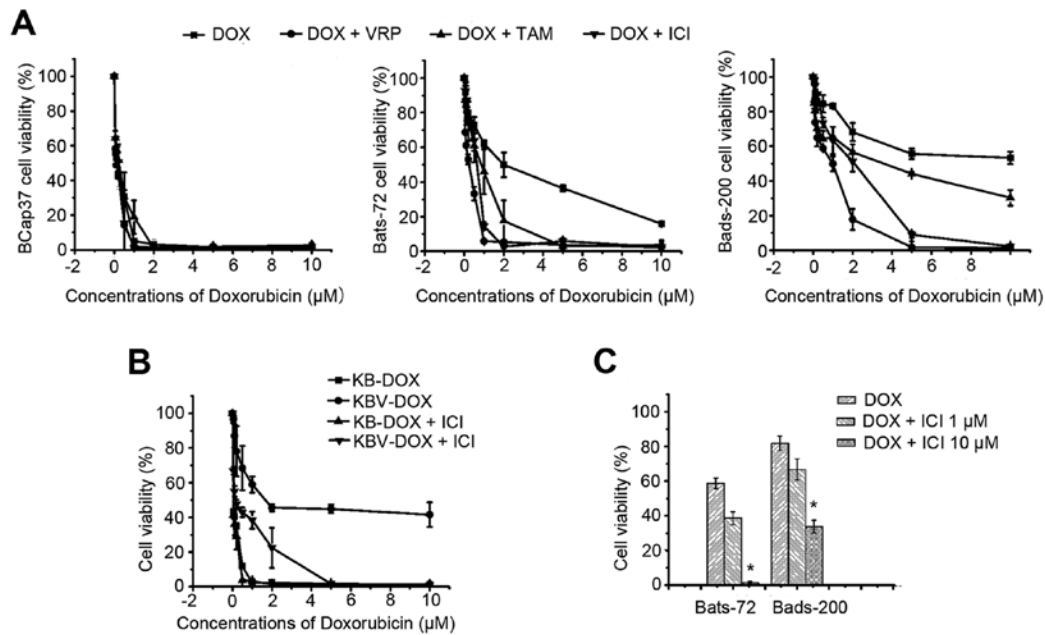 A
DOX DOX + VRP DOX + TAM DOX + ICI
BCap37 cell viability (%)
100
80
60
40
20
0
-2 0 2 4 6 8 10
Concentrations of Doxorubicin (μM)
Bats-72 cell viability (%)
100
80
60
40
20
0
-2 0 2 4 6 8 10
Concentrations of Doxorubicin (μM)
Bads-200 cell viability (%)
100
80
60
40
20
0
-2 0 2 4 6 8 10
Concentrations of Doxorubicin (μM)
B
KB-DOX
KBV-DOX
KB-DOX + ICI
KBV-DOX + ICI
Cell viability (%)
100
80
60
40
20
0
-2 0 2 4 6 8 10
Concentrations of Doxorubicin (μM)
C
DOX
DOX + ICI 1 μM
DOX + ICI 10 μM
Cell viability (%)
100
80
60
40
20
0
*
*
Bats-72 Bads-200